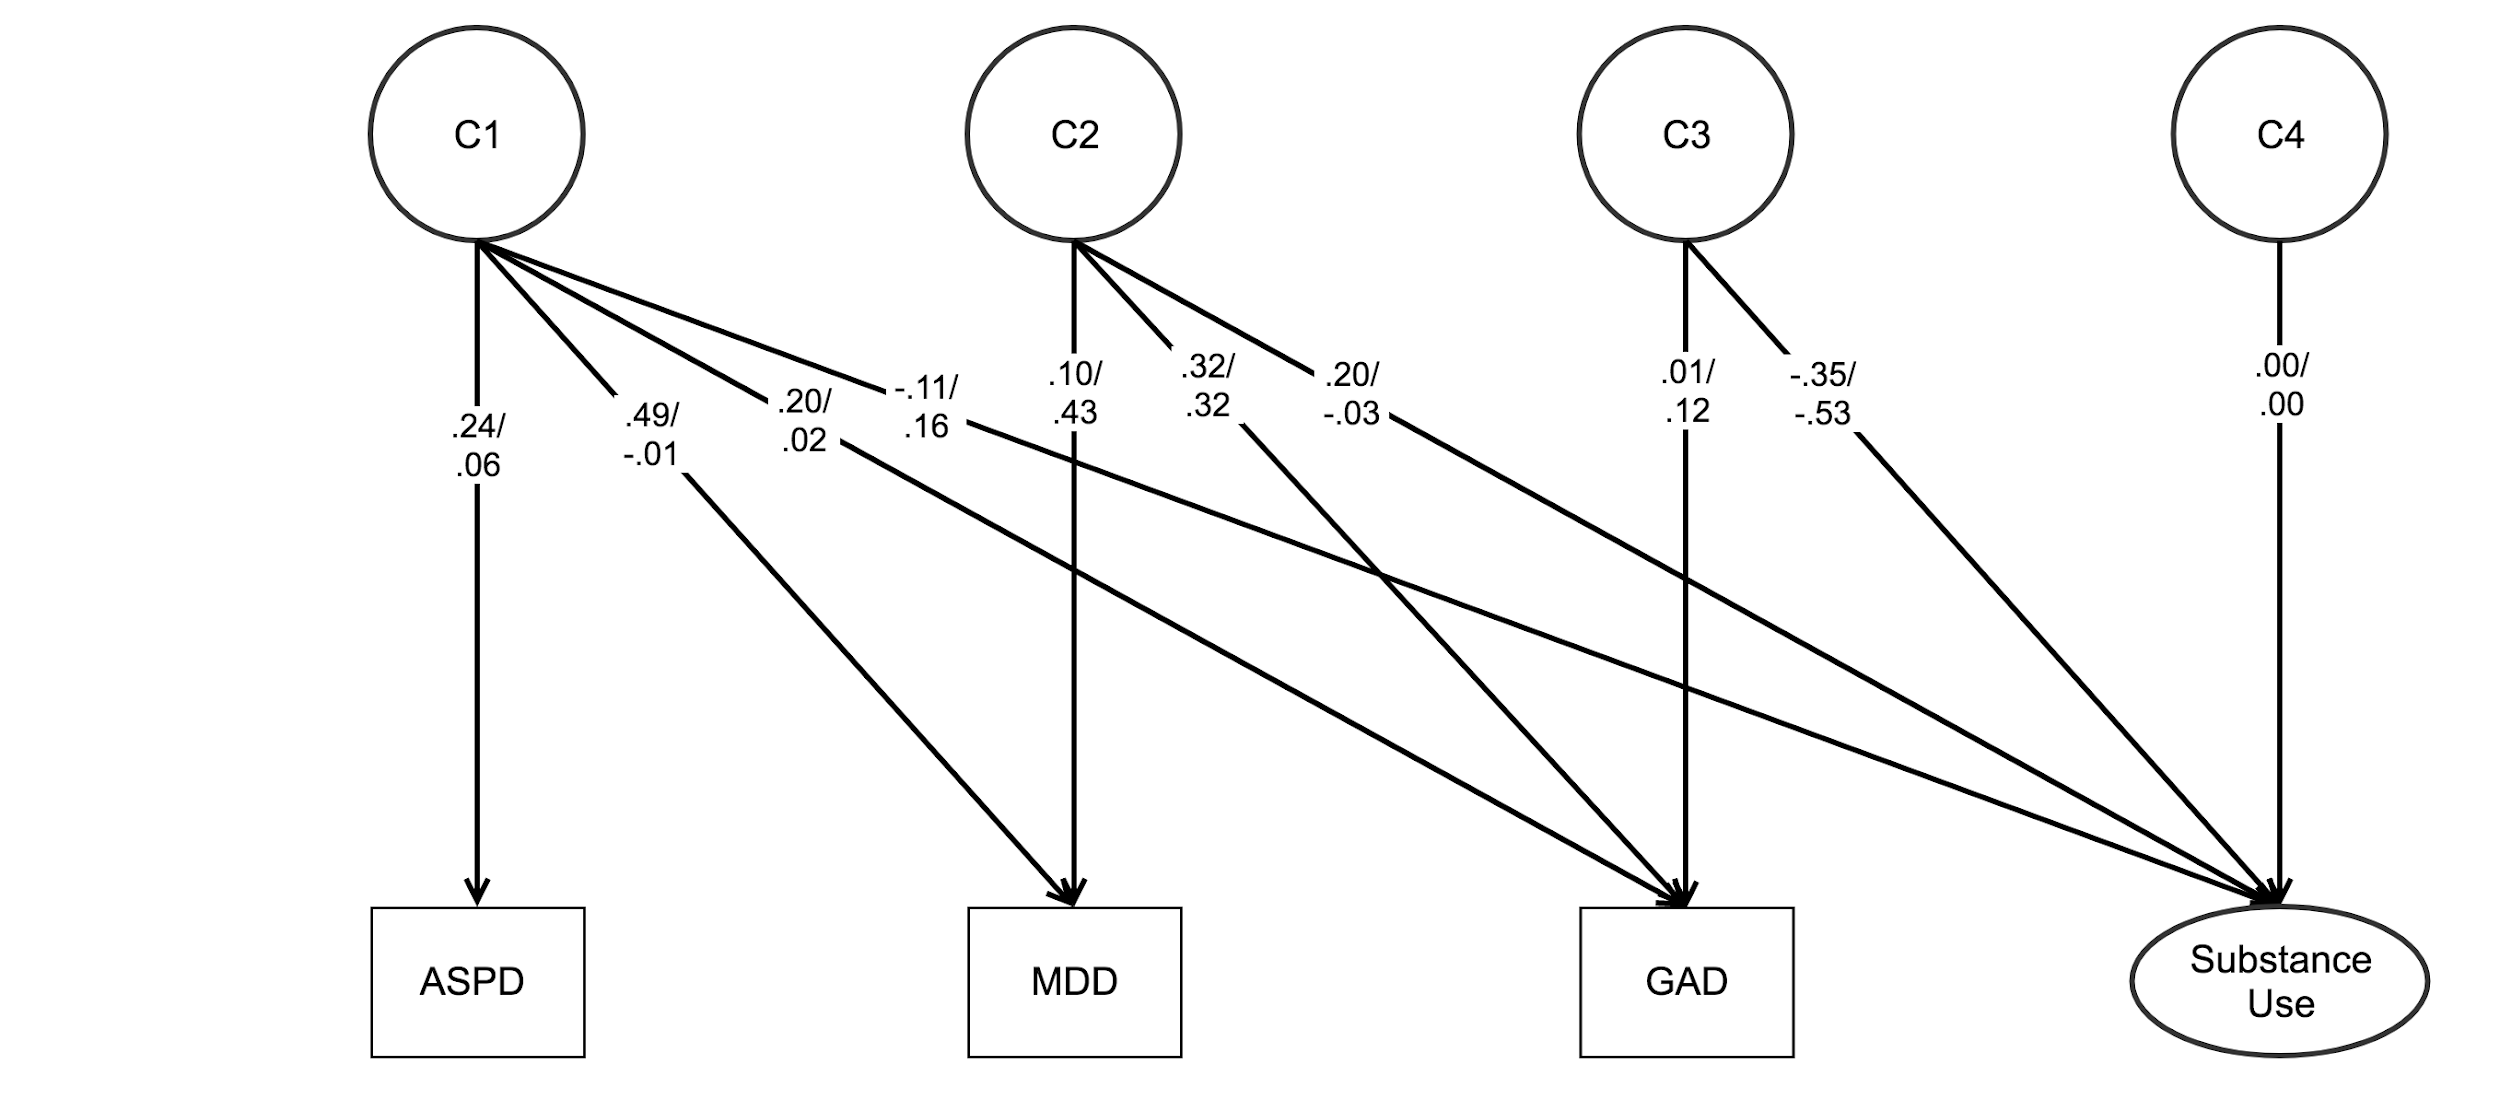 C1
C2
C3
C4
.24/
.06
.49/
-.01
.20/
.02
-.11/
.16
.10/
.43
.32/
.32
.20/
-.03
.01/
.12
-.35/
-.53
.00/
.00
ASPD
MDD
GAD
Substance
Use